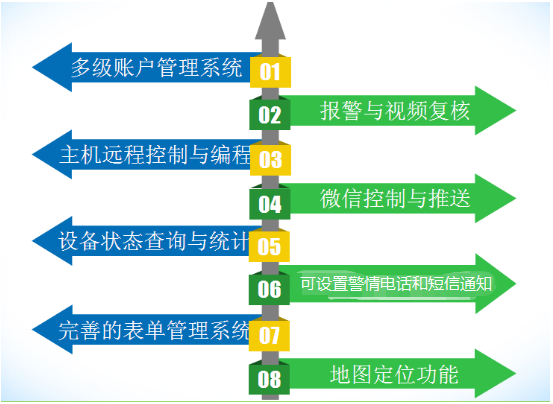 多级账户管理系统
01
02
报警与视频复核
主机远程控制与编程
03
04
微信控制与推送
设备状态查询与统计
05
06
可设置警情电话和短信通知
完善的表单管理系统
07
08
地图定位功能